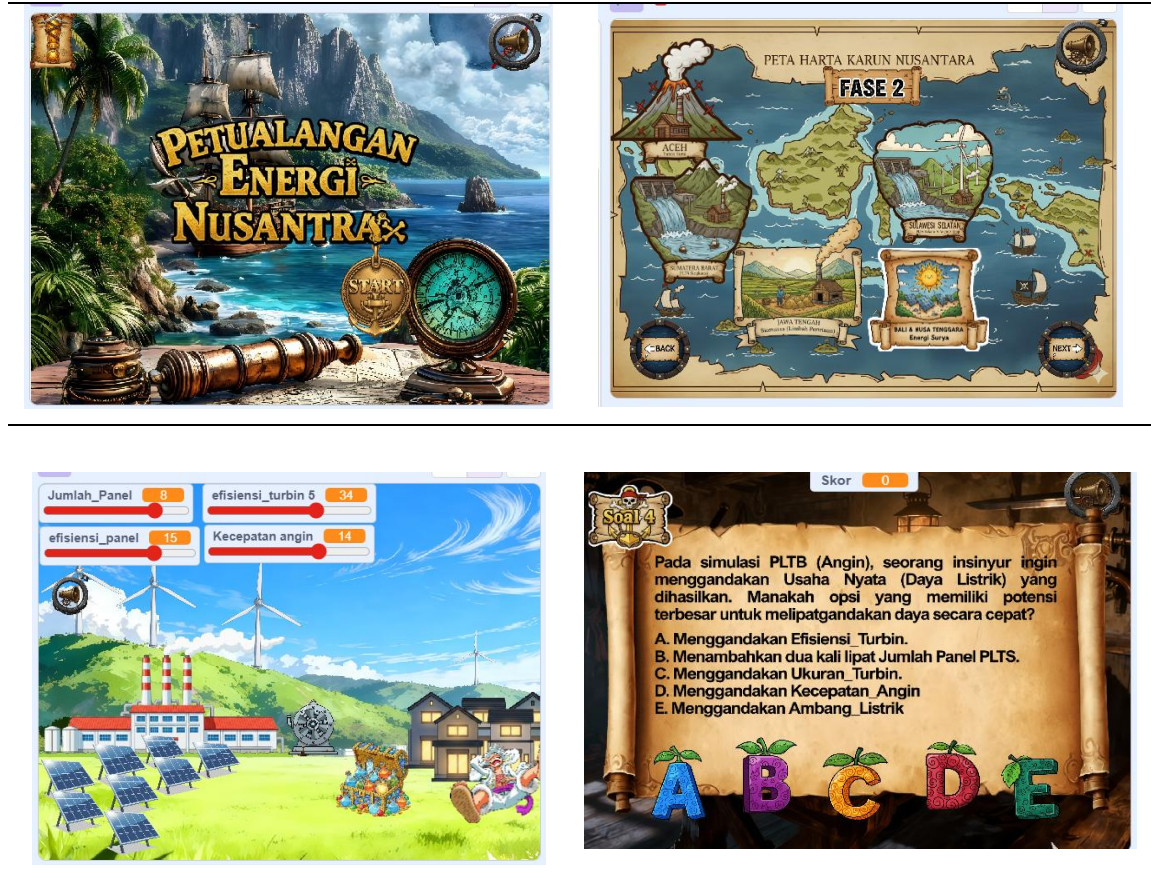 PETUALANGAN
ENERGI
NUSANTRA
START
PETA HARTA KARUN NUSANTARA
FASE 2
ACEH
SULAWESI SELATAN
SUMATERA BARAT
JAWA TENGAH
Biomassa (Limbah Pertanian)
BALI & NUSA TENGGARA
Energi Surya
BACK
NEXT
Jumlah_Panel 8
efisiensi_turbin 5 34
efisiensi_panel 15
Kecepatan angin 14
Skor 0
Soal 4
Pada simulasi PLTB (Angin), seorang insinyur ingin
menggandakan Usaha Nyata (Daya Listrik) yang
dihasilkan. Manakah opsi yang memiliki potensi
terbesar untuk melipatgandakan daya secara cepat?
A. Menggandakan Efisiensi_Turbin.
B. Menambahkan dua kali lipat Jumlah Panel PLTS.
C. Menggandakan Ukuran_Turbin.
D. Menggandakan Kecepatan_Angin
E. Menggandakan Ambang_Listrik
A B C D E